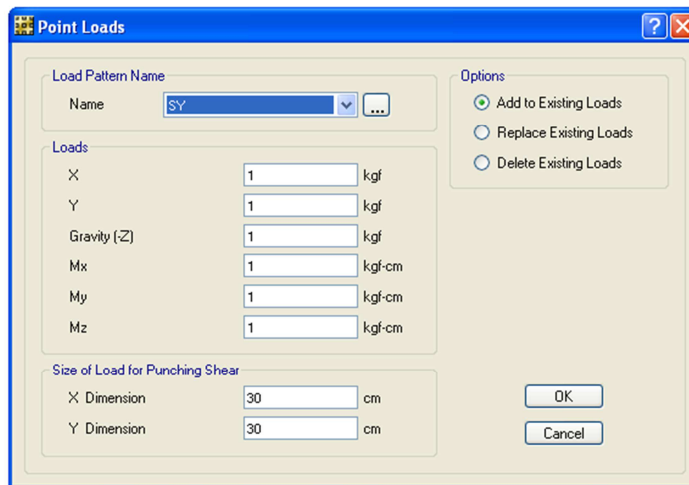 Point Loads
Load Pattern Name
Name SY ...
Options
Add to Existing Loads
Replace Existing Loads
Delete Existing Loads
Loads
X 1 kgf
Y 1 kgf
Gravity (-Z) 1 kgf
Mx 1 kgf-cm
My 1 kgf-cm
Mz 1 kgf-cm
Size of Load for Punching Shear
X Dimension 30 cm
Y Dimension 30 cm
OK
Cancel